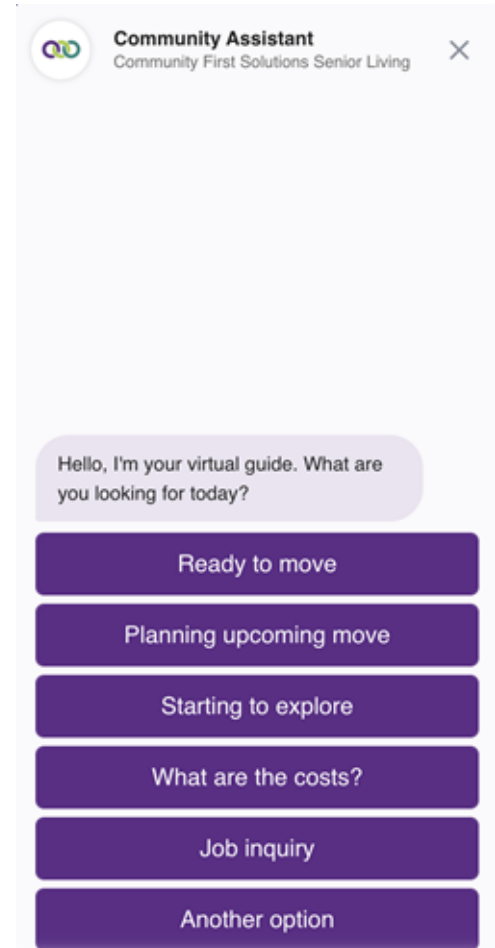 Community Assistant
Community First Solutions Senior Living
Hello, I'm your virtual guide. What are
you looking for today?
Ready to move
Planning upcoming move
Starting to explore
What are the costs?
Job inquiry
Another option